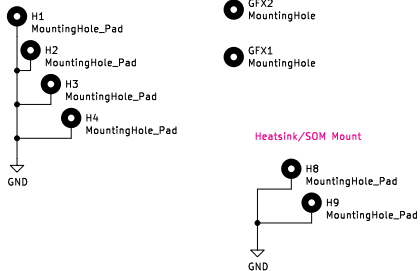 H1
MountingHole_Pad
H2
MountingHole_Pad
H3
MountingHole_Pad
H4
MountingHole_Pad
GND
GFX2
MountingHole
GFX1
MountingHole
Heatsink/SOM Mount
H8
MountingHole_Pad
H9
MountingHole_Pad
GND